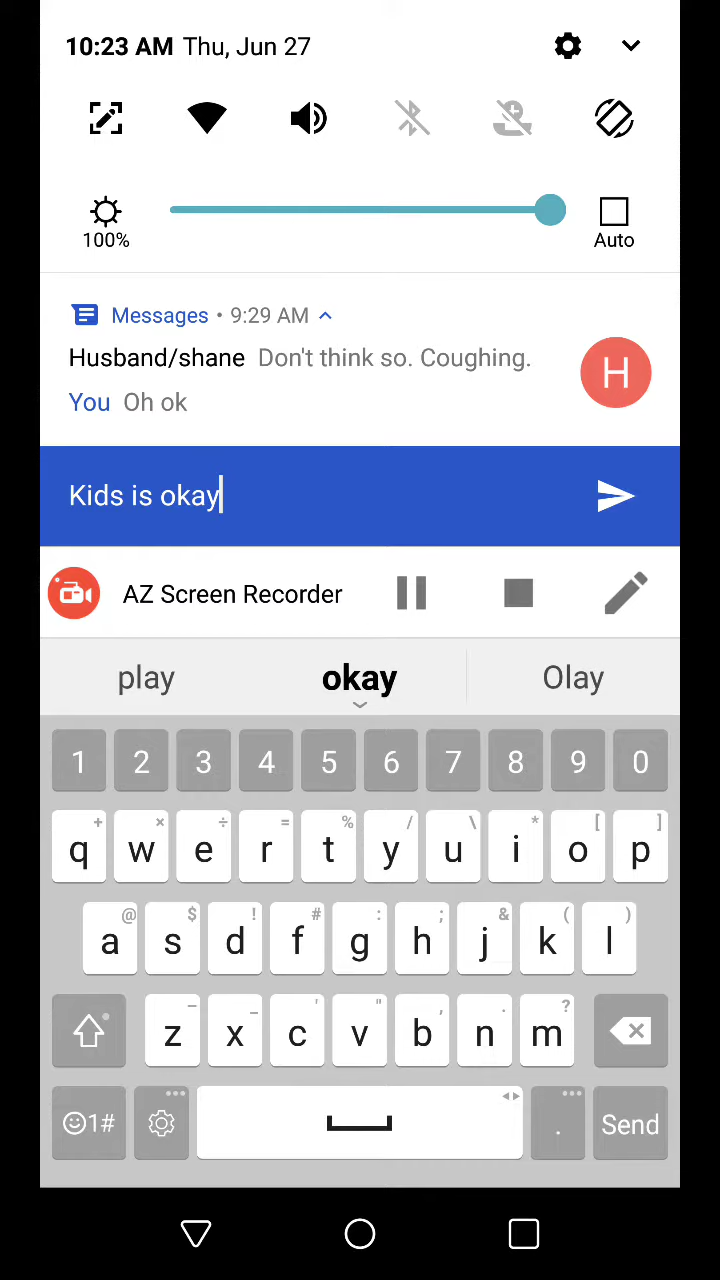 10:23 AM Thu, Jun 27
100%
Auto
Messages • 9:29 AM
Husband/shane Don't think so. Coughing.
H
You Oh ok
Kids is okay
AZ Screen Recorder
play okay Olay
1 2 3 4 5 6 7 8 9 0
+ × ÷ = % / \ * [ ]
q w e r t y u i o p
@ $ ! # : ; & ( )
a s d f g h j k l
– _ ' " , . ?
z x c v b n m
1# . Send